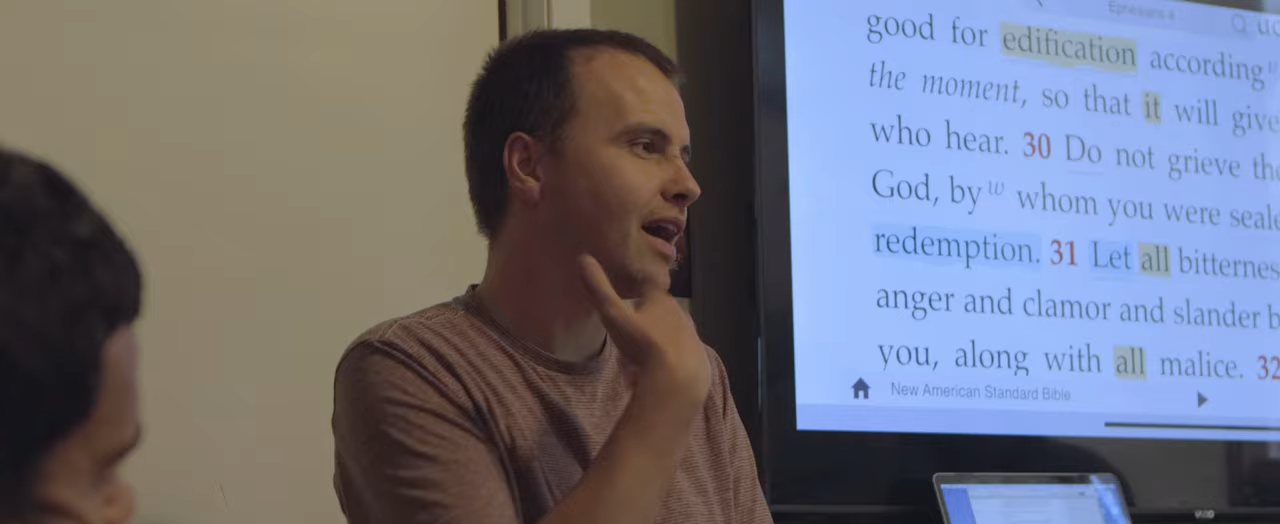 Ephesians 4
good for edification according
the moment, so that it will give
who hear. 30 Do not grieve the
God, by w whom you were seale
redemption. 31 Let all bitternes
anger and clamor and slander b
you, along with all malice. 32
New American Standard Bible
VIZIO